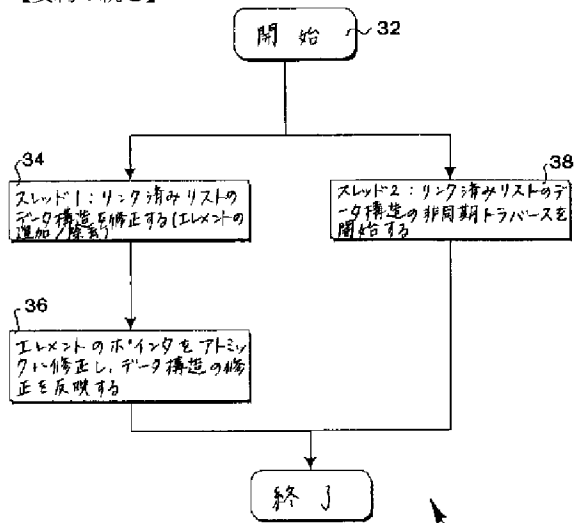 開始
32
34
スレッド1:リンク済みリストの
データ構造を修正する(エレメントの
追加/除去)
38
スレッド2:リンク済みリストのデ
ータ構造の非同期トラバースを
開始する
36
エレメントのポインタをアトミッ
クに修正し、データ構造の修
正を反映する
終了